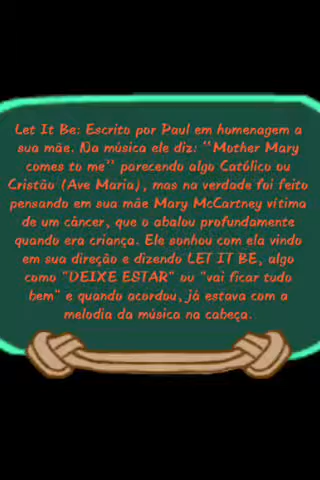 Let It Be: Escrito por Paul em homenagem a
sua mãe. Na música ele diz: “Mother Mary
comes to me” parecendo algo Católico ou
Cristão (Ave Maria), mas na verdade foi feito
pensando em sua mãe Mary McCartney vítima
de um câncer, que o abalou profundamente
quando era criança. Ele sonhou com ela vindo
em sua direção e dizendo LET IT BE, algo
como "DEIXE ESTAR" ou "vai ficar tudo
bem" e quando acordou, já estava com a
melodia da música na cabeça.